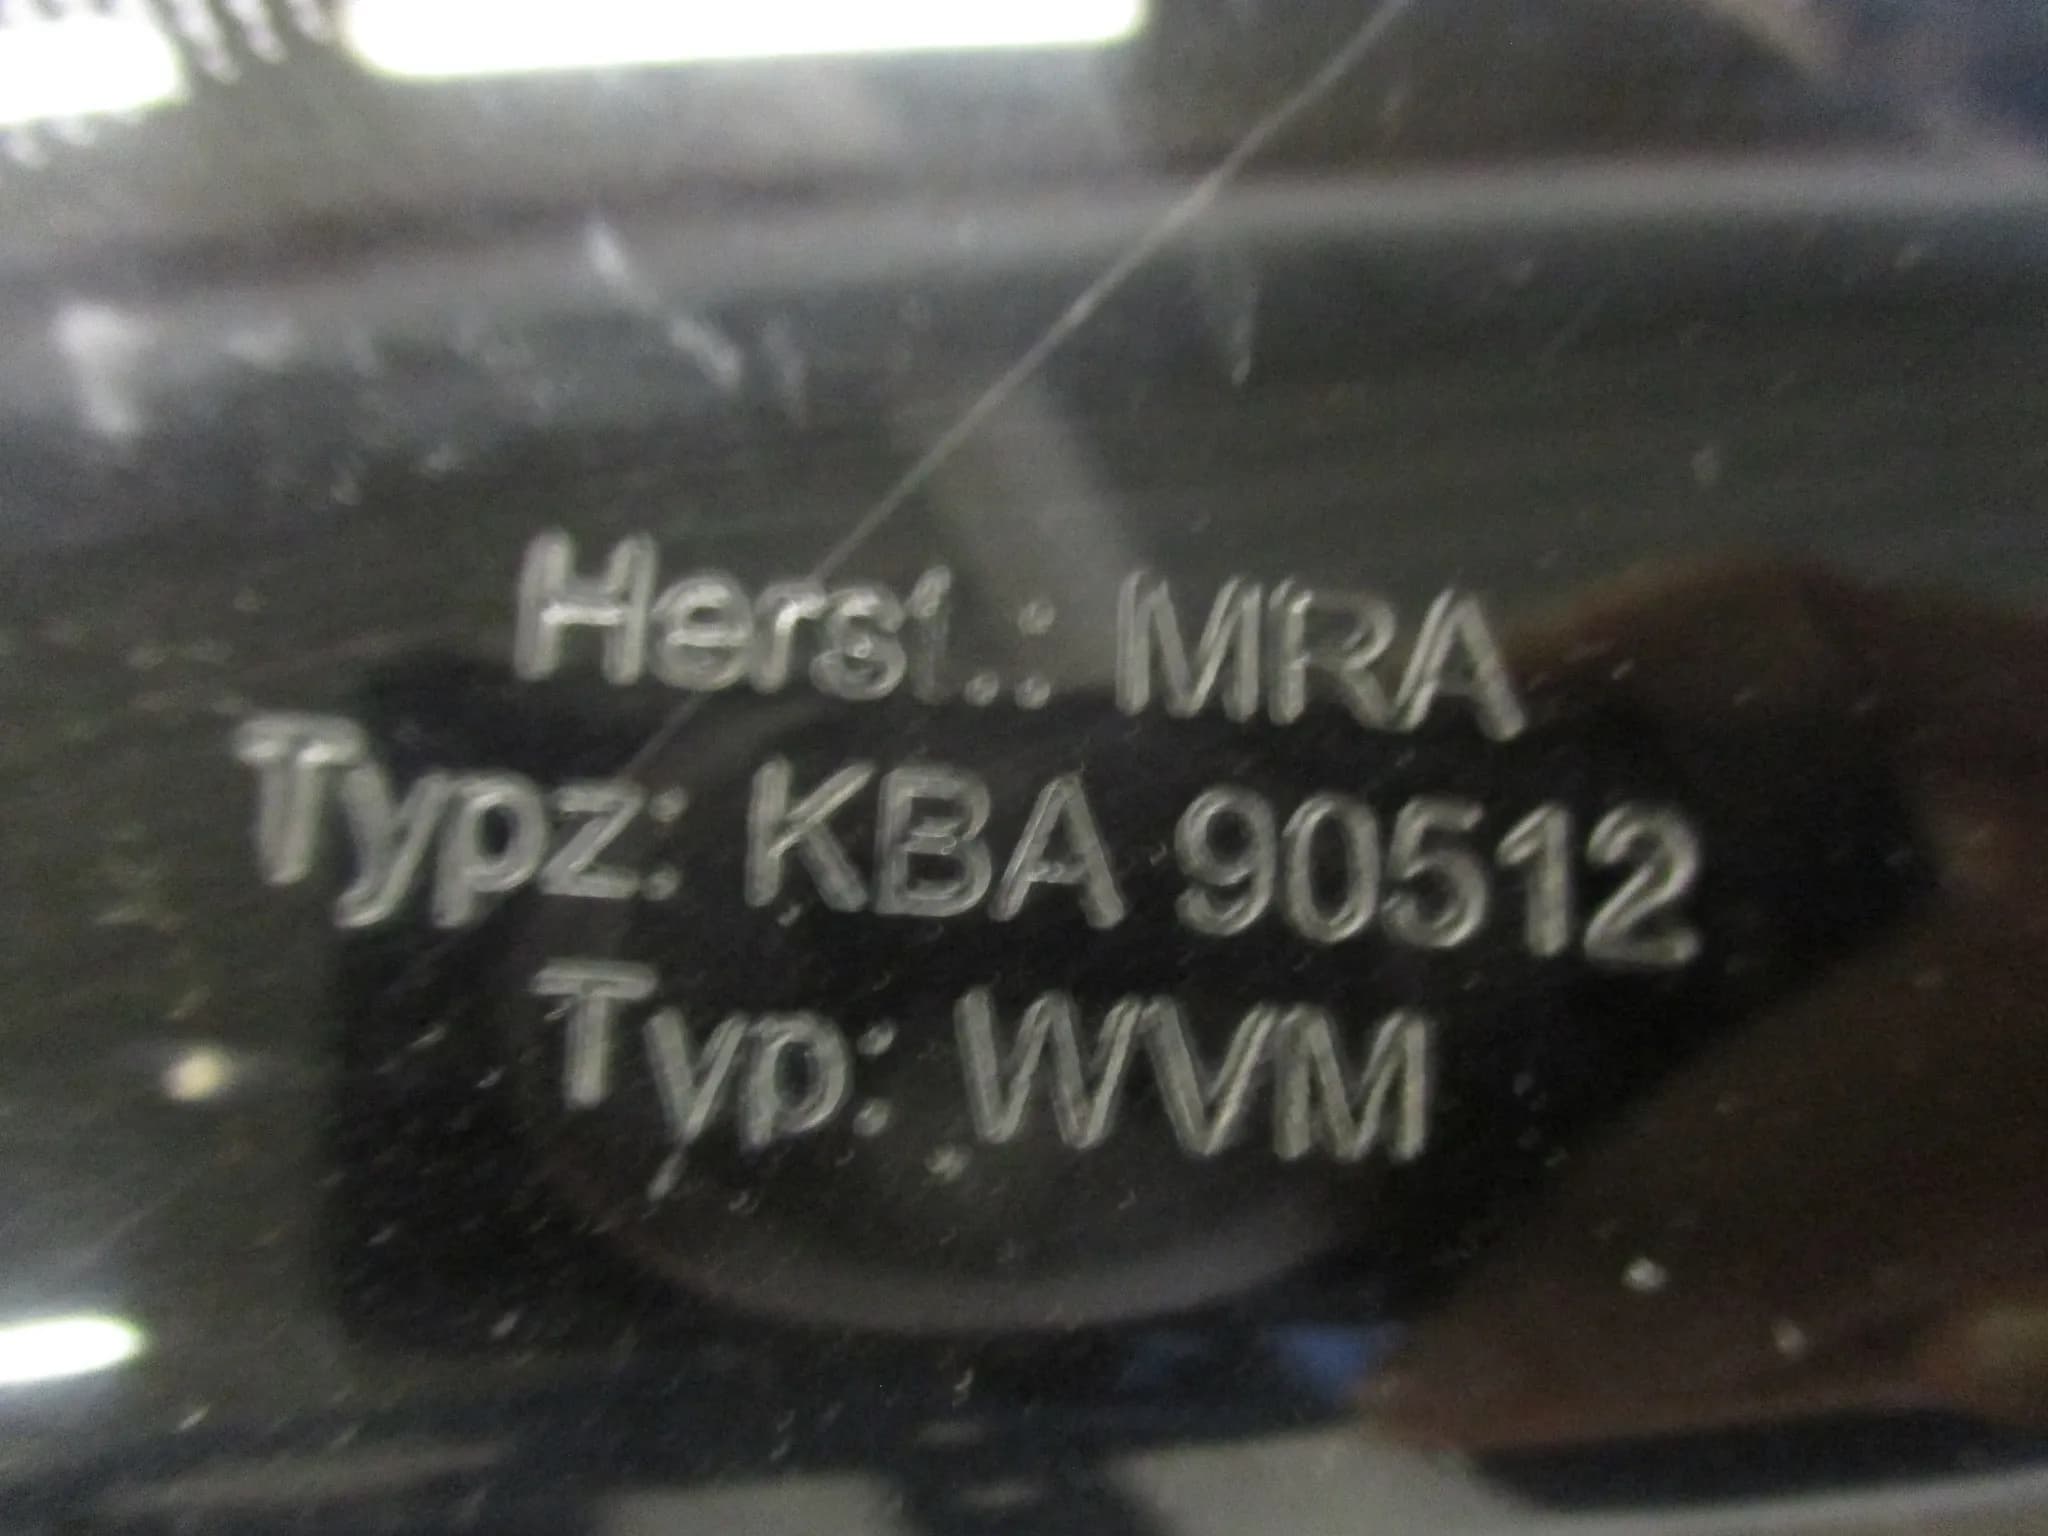 Herst.: MRA
Typz: KBA 90512
Typ: WVM